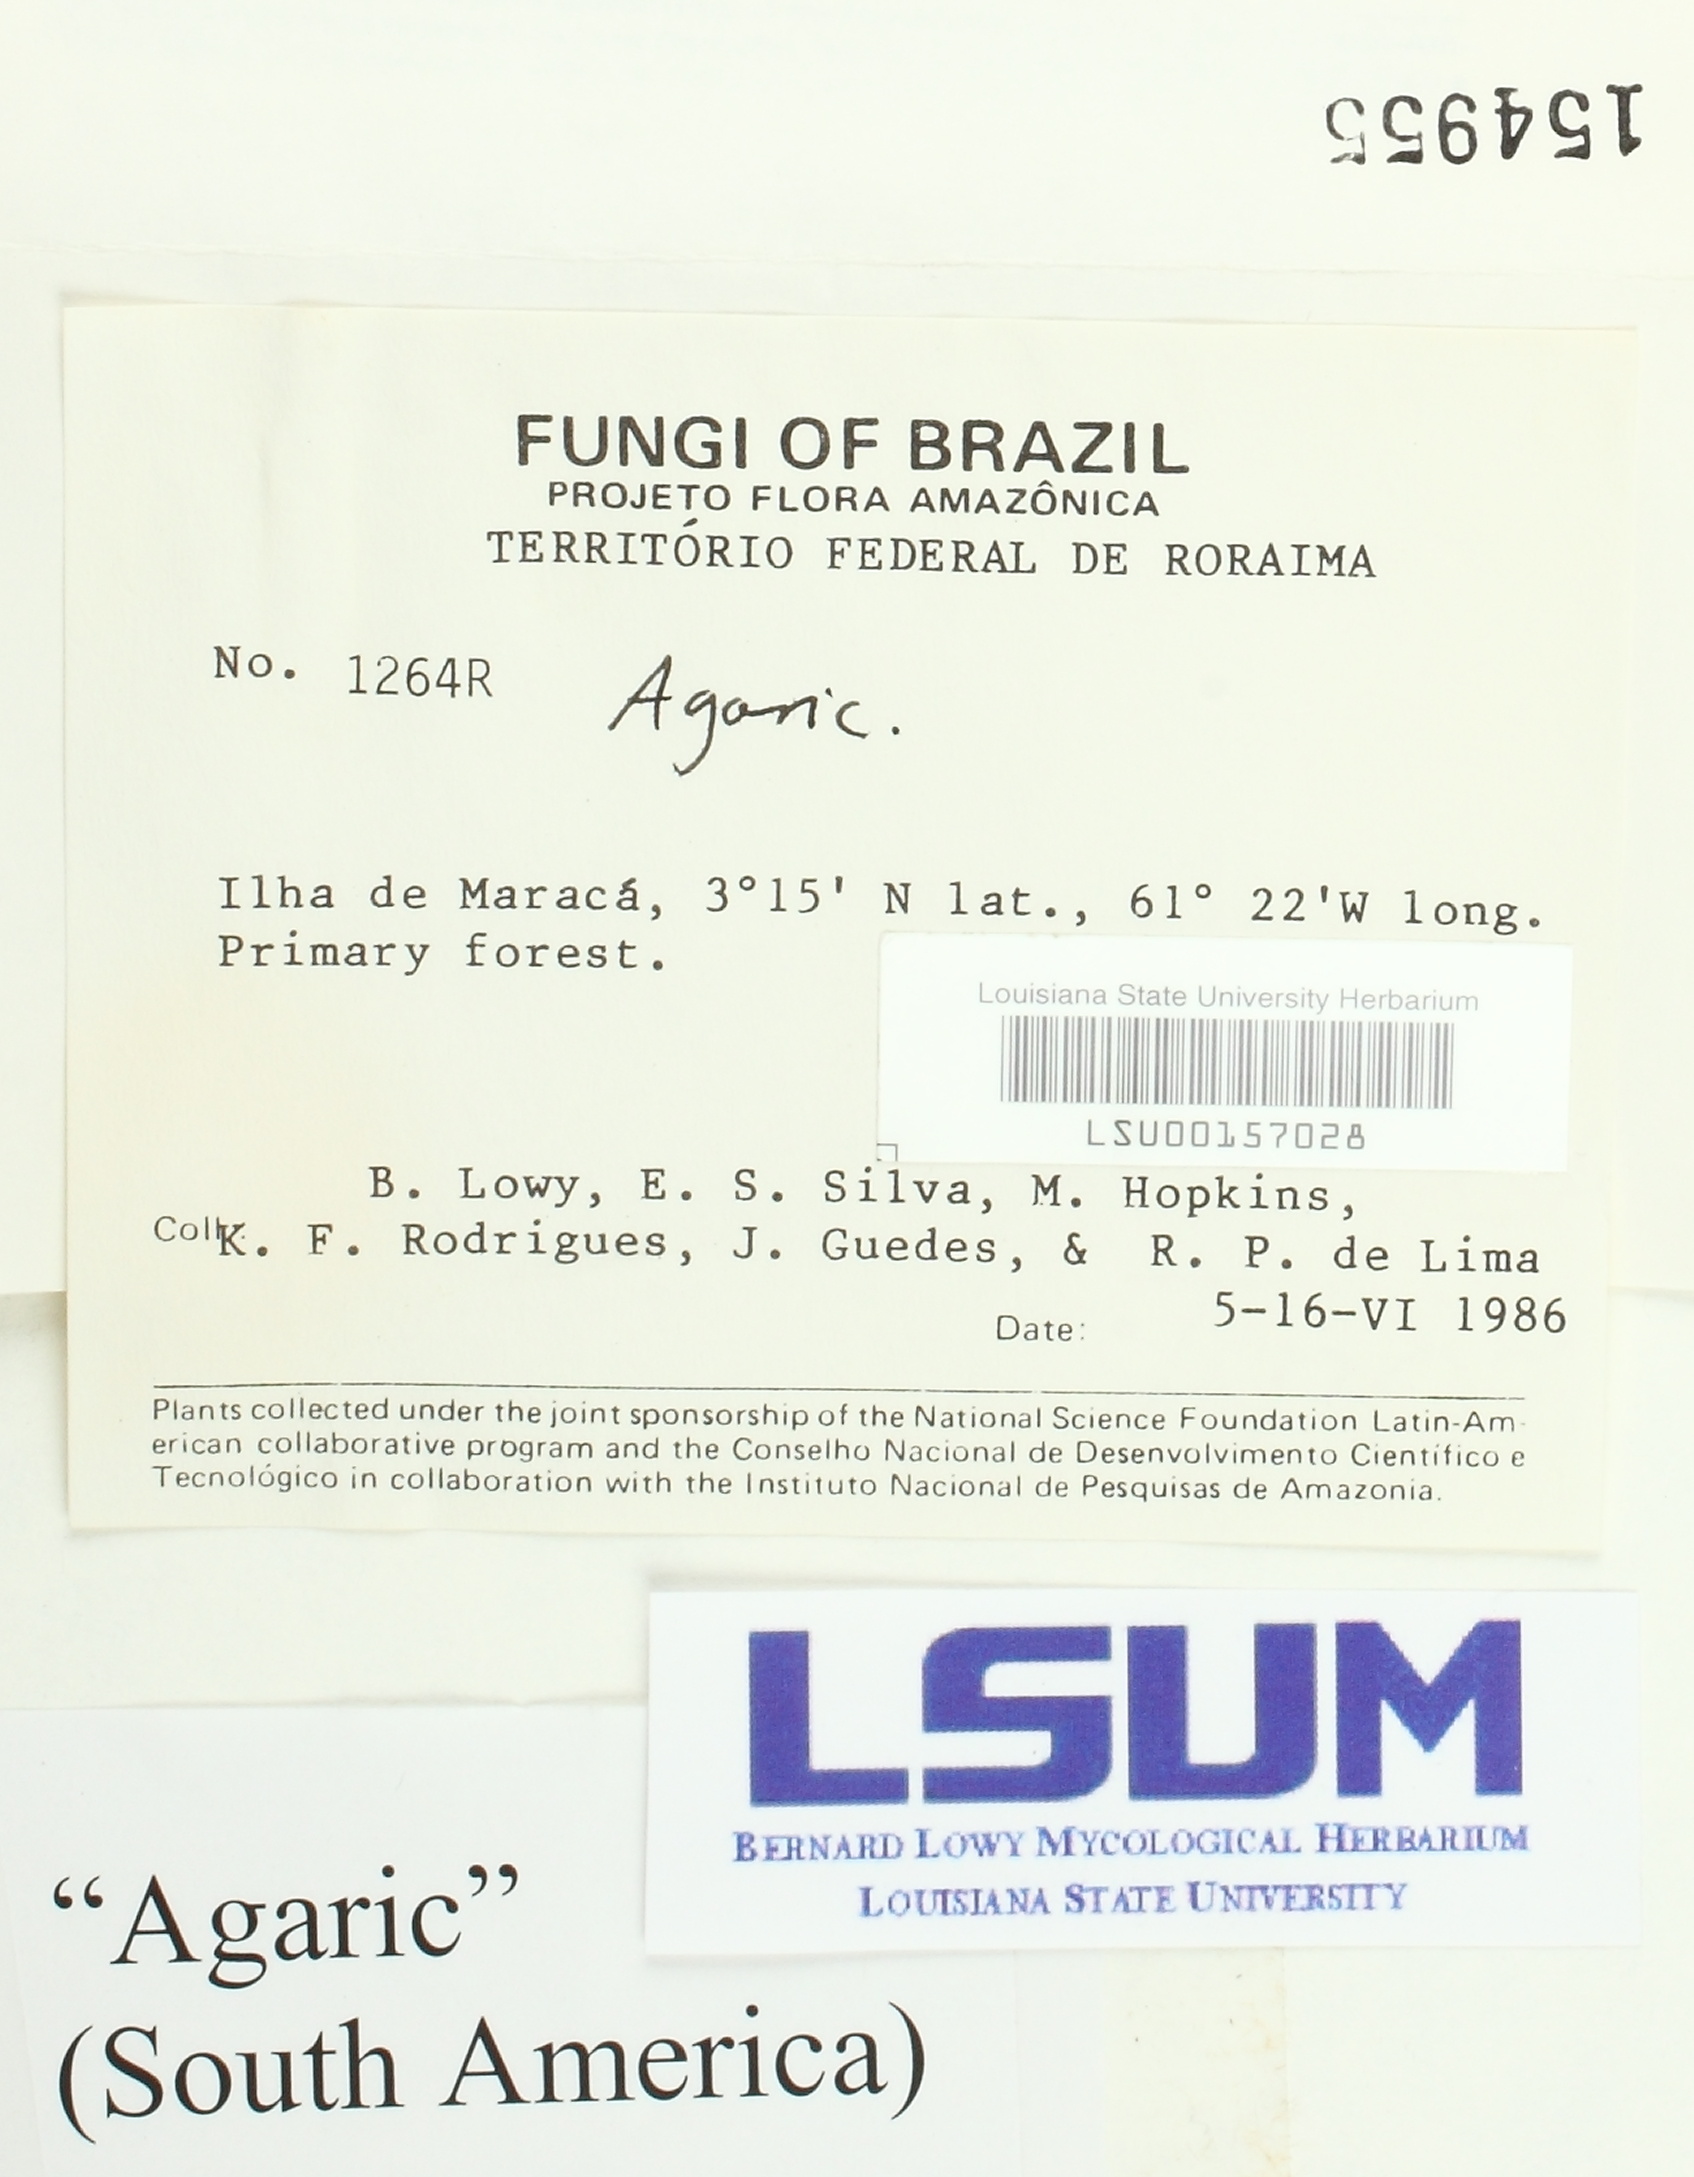 154955
FUNGI OF BRAZIL
PROJETO FLORA AMAZÔNICA
TERRITÓRIO FEDERAL DE RORAIMA
No. 1264R Agaric.
Ilha de Maracá, 3°15' N lat., 61° 22'W long.
Primary forest.
Louisiana State University Herbarium
LSU00157028
B. Lowy, E. S. Silva, M. Hopkins,
Coll. K. F. Rodrigues, J. Guedes, & R. P. de Lima
Date: 5-16-VI 1986
Plants collected under the joint sponsorship of the National Science Foundation Latin-Am-
erican collaborative program and the Conselho Nacional de Desenvolvimento Científico e
Tecnológico in collaboration with the Instituto Nacional de Pesquisas de Amazonia.
LSUM
BERNARD LOWY MYCOLOGICAL HERBARIUM
LOUISIANA STATE UNIVERSITY
“Agaric”
(South America)